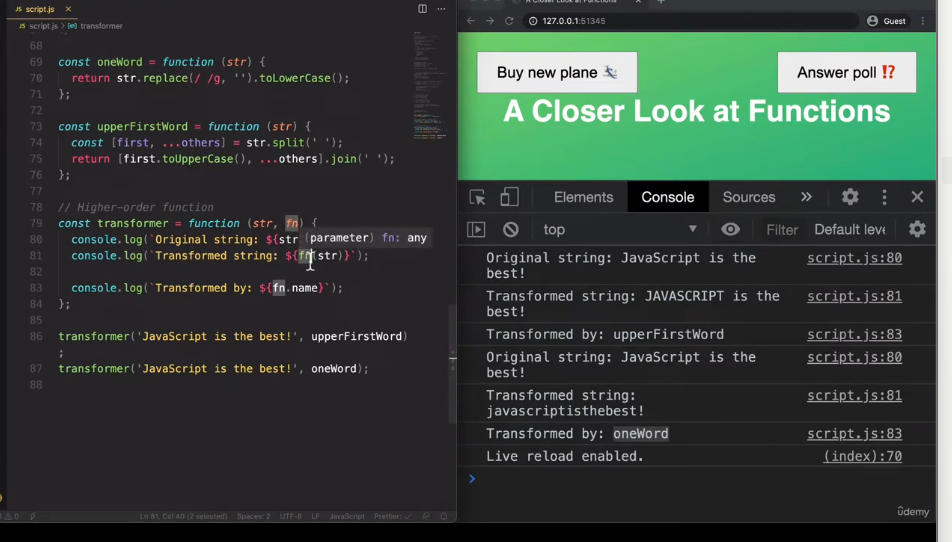 script.js ×
script.js > transformer
68
69 const oneWord = function (str) {
70 return str.replace(/ /g, '').toLowerCase();
71 };
72
73 const upperFirstWord = function (str) {
74 const [first, ...others] = str.split(' ');
75 return [first.toUpperCase(), ...others].join(' ');
76 };
77
78 // Higher-order function
79 const transformer = function (str, fn) {
80 console.log(`Original string: ${str
(parameter) fn: any
81 console.log(`Transformed string: ${fn(str)}`);
82
83 console.log(`Transformed by: ${fn.name}`);
84 };
85
86 transformer('JavaScript is the best!', upperFirstWord)
;
87 transformer('JavaScript is the best!', oneWord);
88
0 Ln 81, Col 40 (2 selected) Spaces: 2 UTF-8 LF JavaScript Prettier: ✓
A Closer Look at Functions
127.0.0.1:51345 Guest
Buy new plane 🛩
Answer poll ⁉️
A Closer Look at Functions
Elements Console Sources »
top Filter Default leve
Original string: JavaScript is the script.js:80
best!
Transformed string: JAVASCRIPT is the script.js:81
best!
Transformed by: upperFirstWord script.js:83
Original string: JavaScript is the script.js:80
best!
Transformed string: script.js:81
javascriptisthebest!
Transformed by: oneWord script.js:83
Live reload enabled. (index):70
>
ûdemy